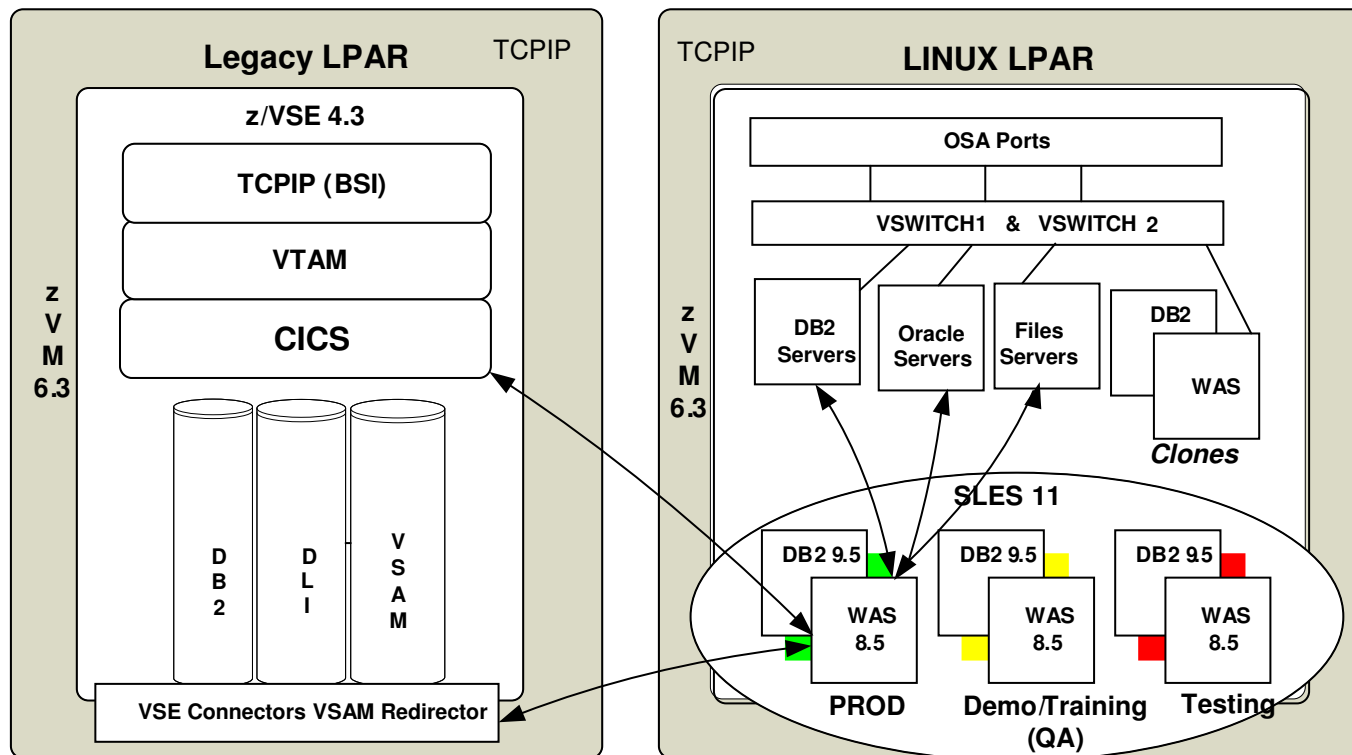 Legacy LPAR
TCPIP
z/VSE 4.3
TCPIP (BSI)
VTAM
CICS
z
V
M
6.3
D
B
2
D
L
I
V
S
A
M
VSE Connectors VSAM Redirector
TCPIP
LINUX LPAR
OSA Ports
VSWITCH1 & VSWITCH 2
z
V
M
6.3
DB2
Servers
Oracle
Servers
Files
Servers
DB2
WAS
Clones
SLES 11
DB2 9.5
WAS
8.5
PROD
DB2 9.5
WAS
8.5
Demo/Training
(QA)
DB2 9.5
WAS
8.5
Testing